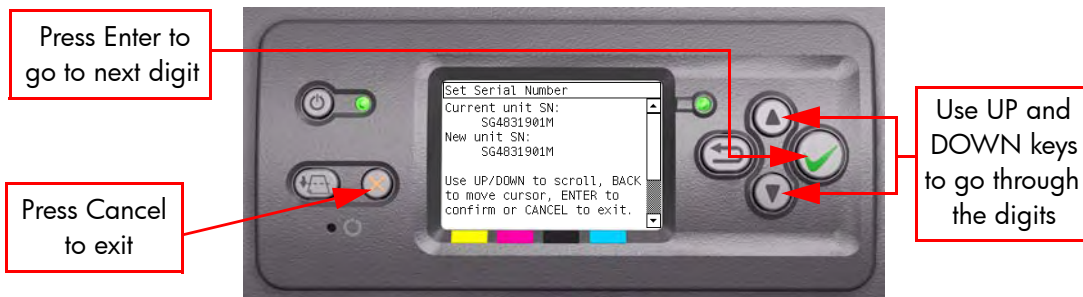 Press Enter to
go to next digit
Set Serial Number
Current unit SN:
SG4831901M
New unit SN:
SG4831901M
Use UP/DOWN to scroll, BACK
to move cursor, ENTER to
confirm or CANCEL to exit.
Press Cancel
to exit
Use UP and
DOWN keys
to go through
the digits